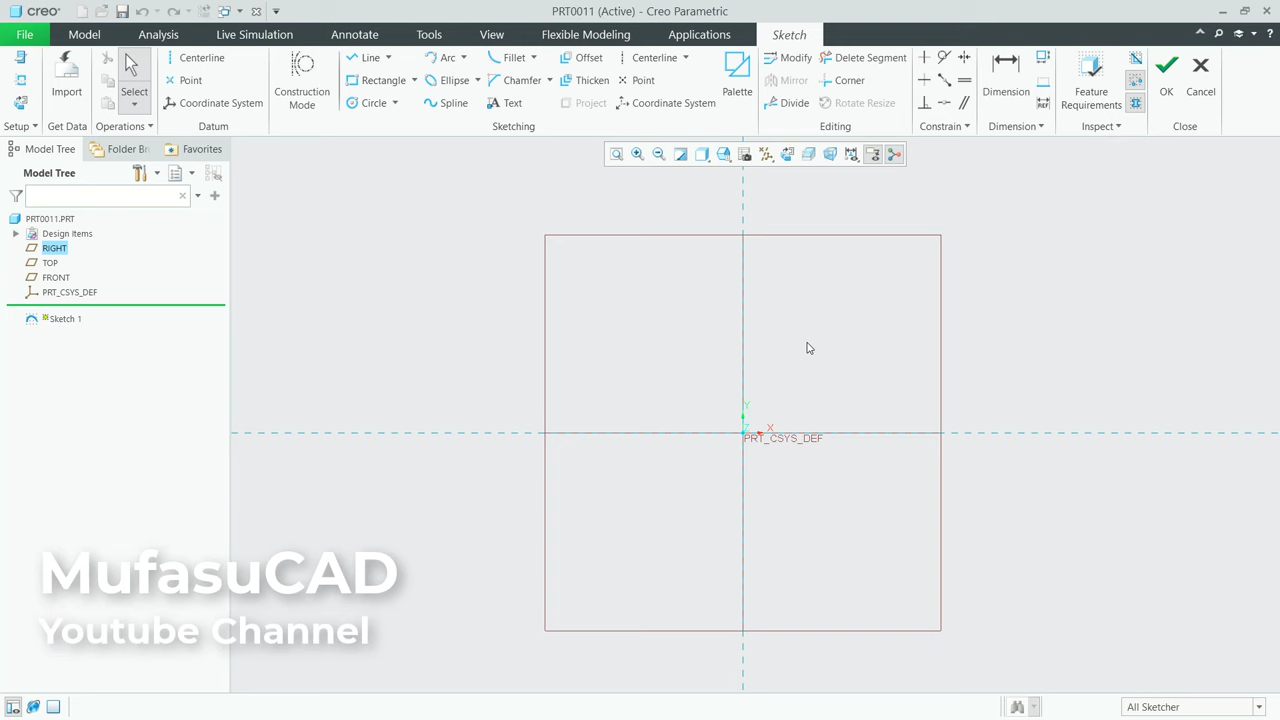 creo
PRT0011 (Active) - Creo Parametric
File Model Analysis Live Simulation Annotate Tools View Flexible Modeling Applications Sketch
Import
Select
Centerline
Point
Coordinate System
Construction
Mode
Line Arc Fillet Offset Centerline
Rectangle Ellipse Chamfer Thicken Point
Circle Spline Text Project Coordinate System
Palette
Modify Delete Segment
Mirror Corner
Divide Rotate Resize
Dimension
REF
Feature
Requirements
OK Cancel
Setup Get Data Operations Datum Sketching Editing Constrain Dimension Inspect Close
Model Tree Folder Br Favorites
Model Tree
PRT0011.PRT
Design Items
RIGHT
TOP
FRONT
PRT_CSYS_DEF
Sketch 1
Y
Z X
PRT_CSYS_DEF
MufasuCAD
Youtube Channel
All Sketcher